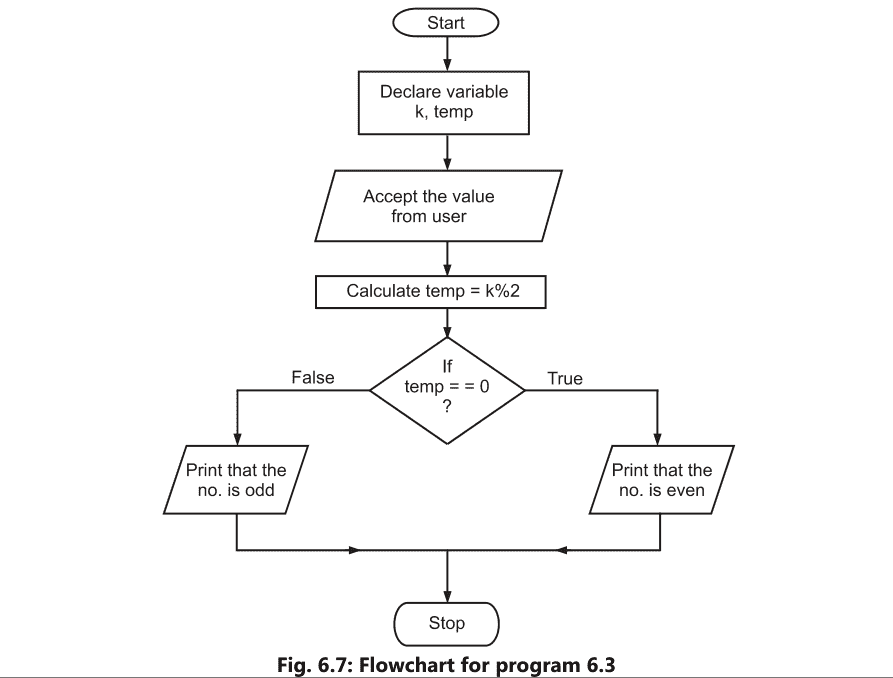 Start
Declare variable
k, temp
Accept the value
from user
Calculate temp = k%2
If
temp = = 0
?
False
True
Print that the
no. is odd
Print that the
no. is even
Stop
Fig. 6.7: Flowchart for program 6.3